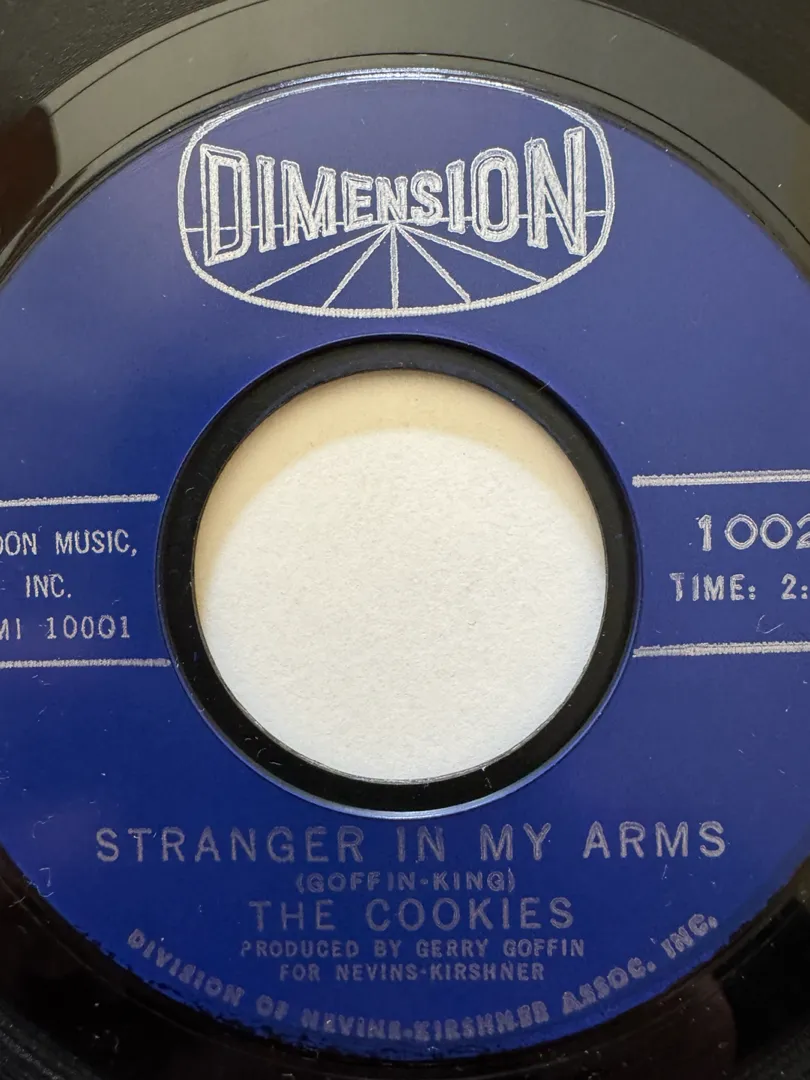 DIMENSION
DON MUSIC,
INC.
MI 10001
1002
TIME: 2:
STRANGER IN MY ARMS
(GOFFIN-KING)
THE COOKIES
PRODUCED BY GERRY GOFFIN
FOR NEVINS-KIRSHNER
DIVISION OF NEVINS-KIRSHNER ASSOC. INC.